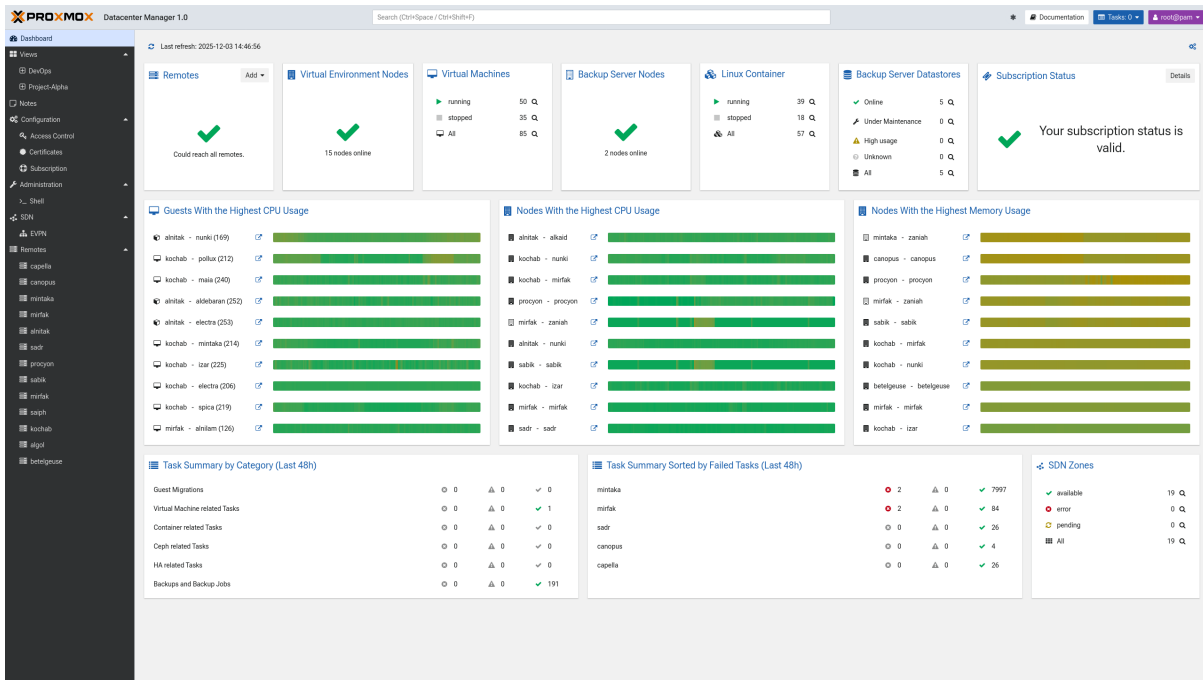 PROXMOX Datacenter Manager 1.0
Search (Ctrl+Space / Ctrl+Shift+F)
Documentation
Tasks: 0
root@pam
Dashboard
Views
DevOps
Project-Alpha
Notes
Configuration
Access Control
Certificates
Subscription
Administration
Shell
SDN
EVPN
Remotes
capella
canopus
mintaka
mirfak
alnitak
sadr
procyon
sabik
mirfak
saiph
kochab
algol
betelgeuse
Last refresh: 2025-12-03 14:46:56
Remotes
Add
Could reach all remotes.
Virtual Environment Nodes
15 nodes online
Virtual Machines
running 50
stopped 35
All 85
Backup Server Nodes
2 nodes online
Linux Container
running 39
stopped 18
All 57
Backup Server Datastores
Online 5
Under Maintenance 0
High usage 0
Unknown 0
All 5
Subscription Status
Details
Your subscription status is
valid.
Guests With the Highest CPU Usage
alnitak - nunki (169)
kochab - pollux (212)
kochab - maia (240)
alnitak - aldebaran (252)
alnitak - electra (253)
kochab - mintaka (214)
kochab - izar (225)
kochab - electra (206)
kochab - spica (219)
mirfak - alnilam (126)
Nodes With the Highest CPU Usage
alnitak - alkaid
kochab - nunki
kochab - mirfak
procyon - procyon
mirfak - zaniah
alnitak - nunki
sabik - sabik
kochab - izar
mirfak - mirfak
sadr - sadr
Nodes With the Highest Memory Usage
mintaka - zaniah
canopus - canopus
procyon - procyon
mirfak - zaniah
sabik - sabik
kochab - mirfak
kochab - nunki
betelgeuse - betelgeuse
mirfak - mirfak
kochab - izar
Task Summary by Category (Last 48h)
Guest Migrations 0 0 0
Virtual Machine related Tasks 0 0 1
Container related Tasks 0 0 0
Ceph related Tasks 0 0 0
HA related Tasks 0 0 0
Backups and Backup Jobs 0 0 191
Task Summary Sorted by Failed Tasks (Last 48h)
mintaka 2 0 7997
mirfak 2 0 84
sadr 0 0 26
canopus 0 0 4
capella 0 0 26
SDN Zones
available 19
error 0
pending 0
All 19